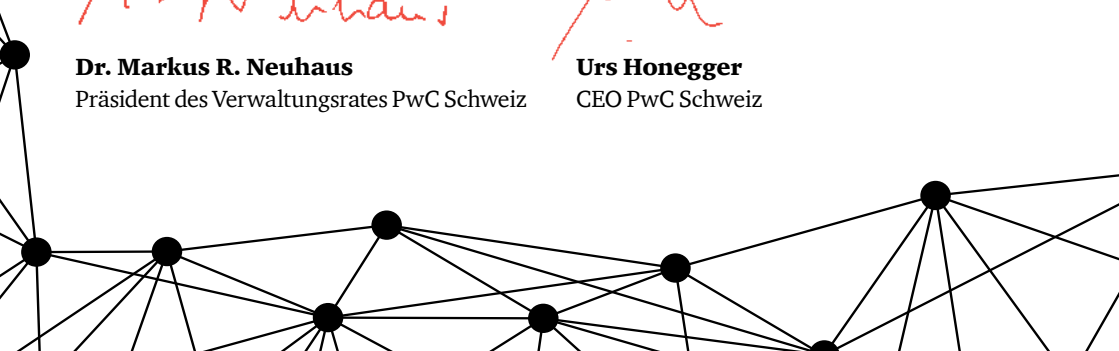 Dr. Markus R. Neuhaus
Präsident des Verwaltungsrates PwC Schweiz
Urs Honegger
CEO PwC Schweiz